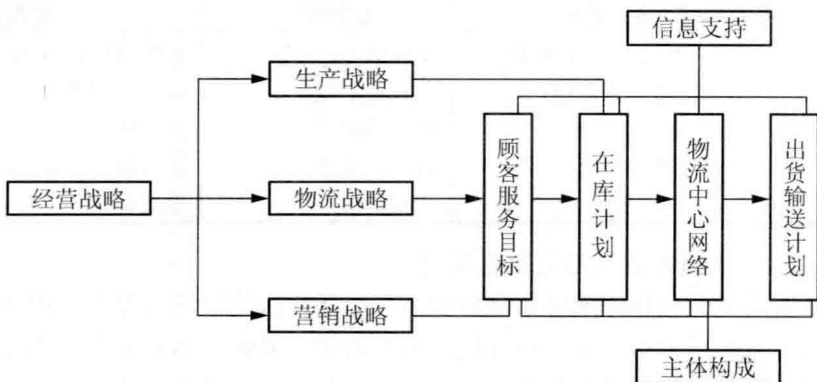 信息支持
生产战略
经营战略
物流战略
营销战略
顾客服务目标
在库计划
物流中心网络
出货输送计划
主体构成